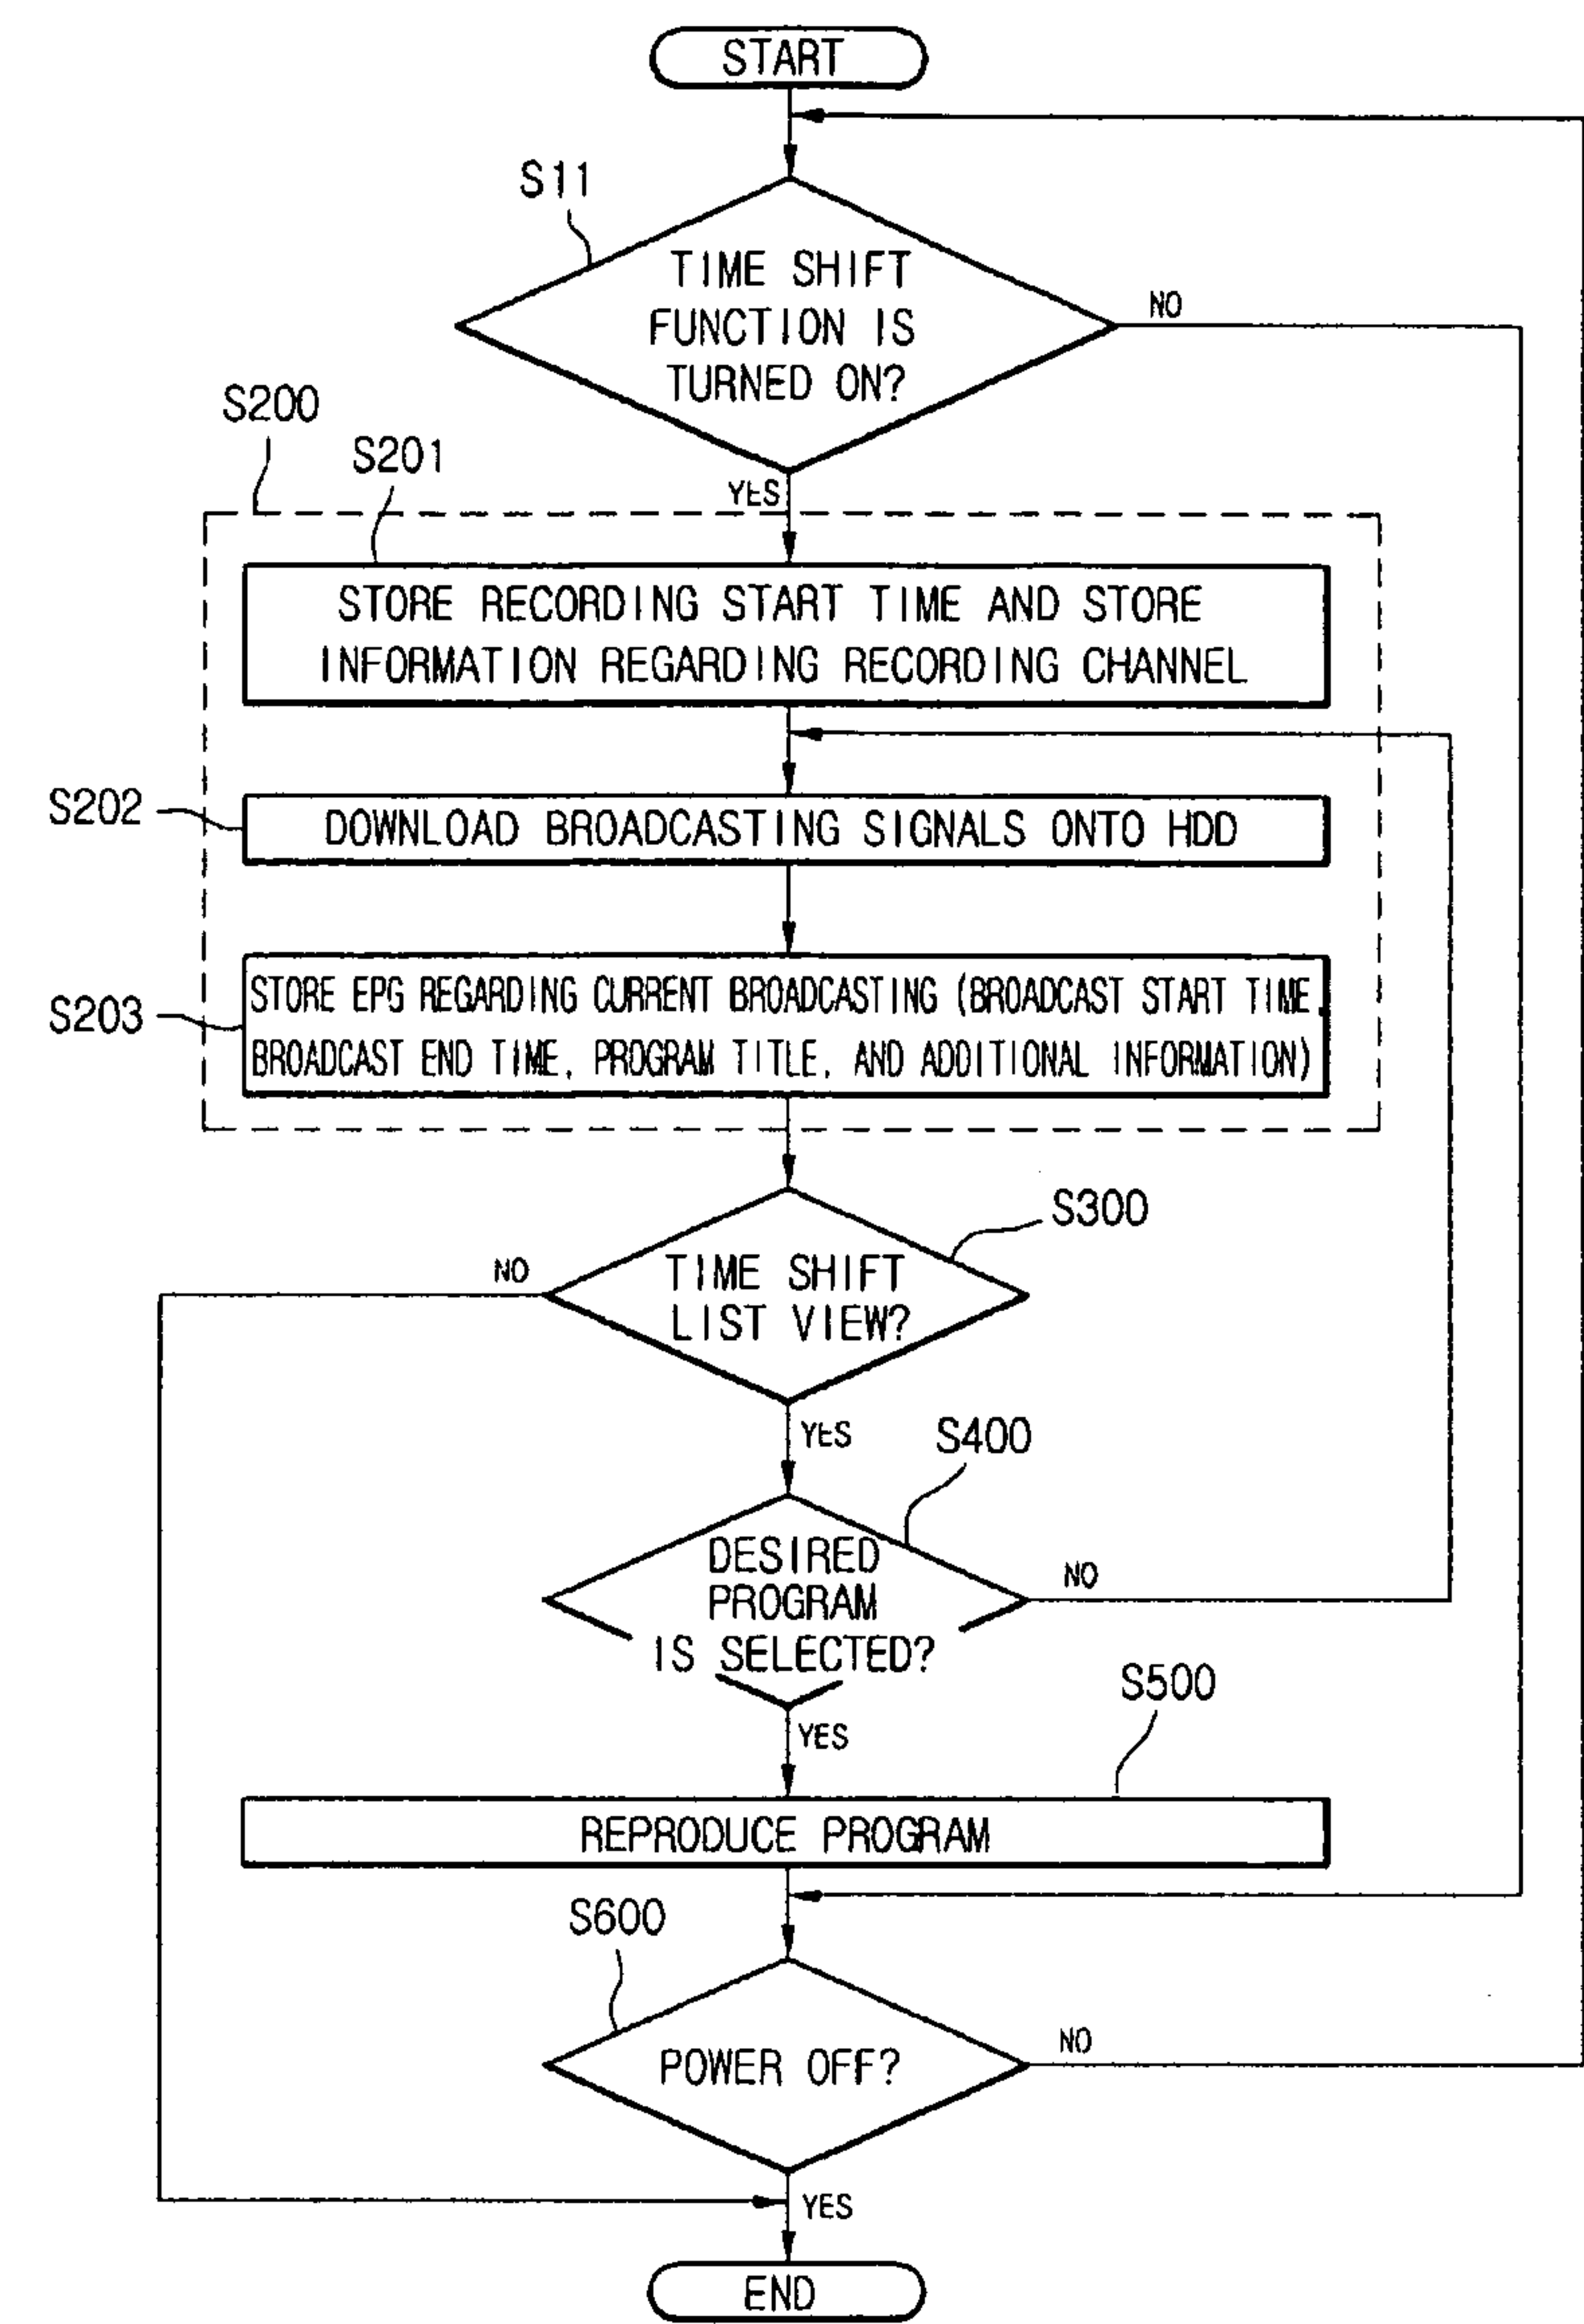 START
S11
TIME SHIFT
FUNCTION IS
TURNED ON?
NO
YES
S200
S201
STORE RECORDING START TIME AND STORE
INFORMATION REGARDING RECORDING CHANNEL
S202
DOWNLOAD BROADCASTING SIGNALS ONTO HDD
S203
STORE EPG REGARDING CURRENT BROADCASTING (BROADCAST START TIME,
BROADCAST END TIME, PROGRAM TITLE, AND ADDITIONAL INFORMATION)
S300
TIME SHIFT
LIST VIEW?
NO
YES
S400
DESIRED
PROGRAM
IS SELECTED?
NO
YES
S500
REPRODUCE PROGRAM
S600
POWER OFF?
NO
YES
END